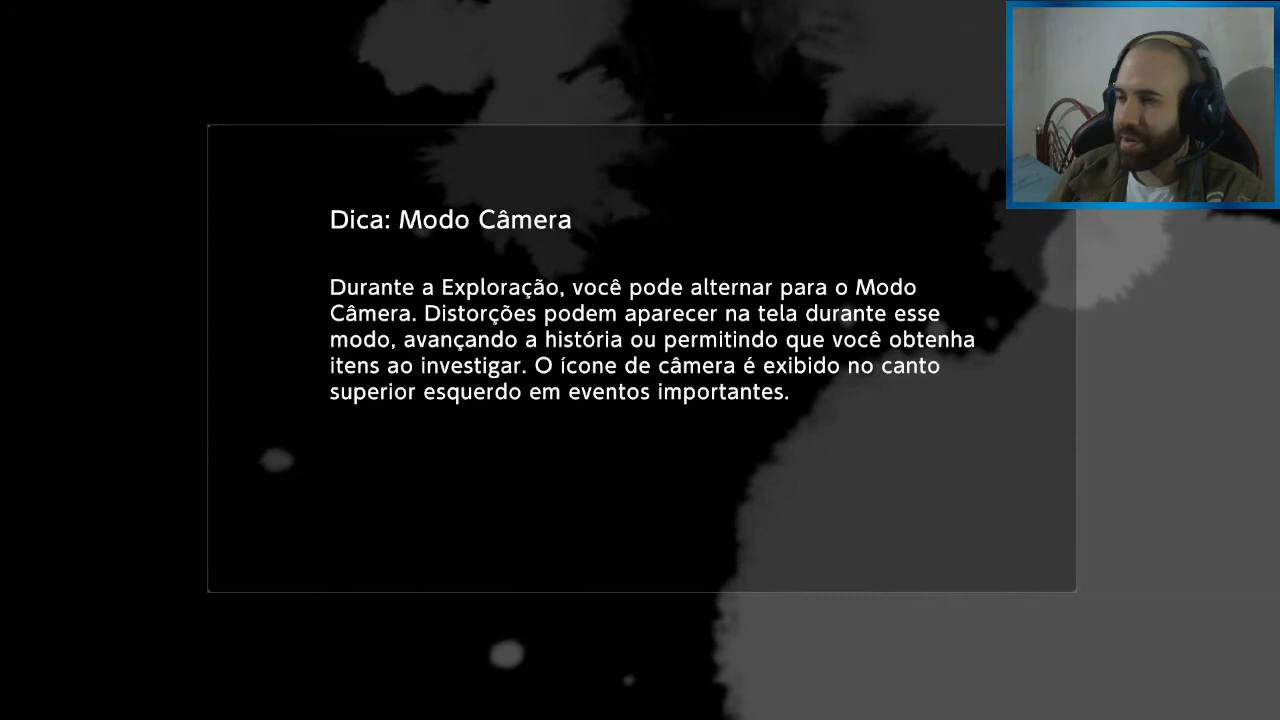 Dica: Modo Câmera
Durante a Exploração, você pode alternar para o Modo
Câmera. Distorções podem aparecer na tela durante esse
modo, avançando a história ou permitindo que você obtenha
itens ao investigar. O ícone de câmera é exibido no canto
superior esquerdo em eventos importantes.